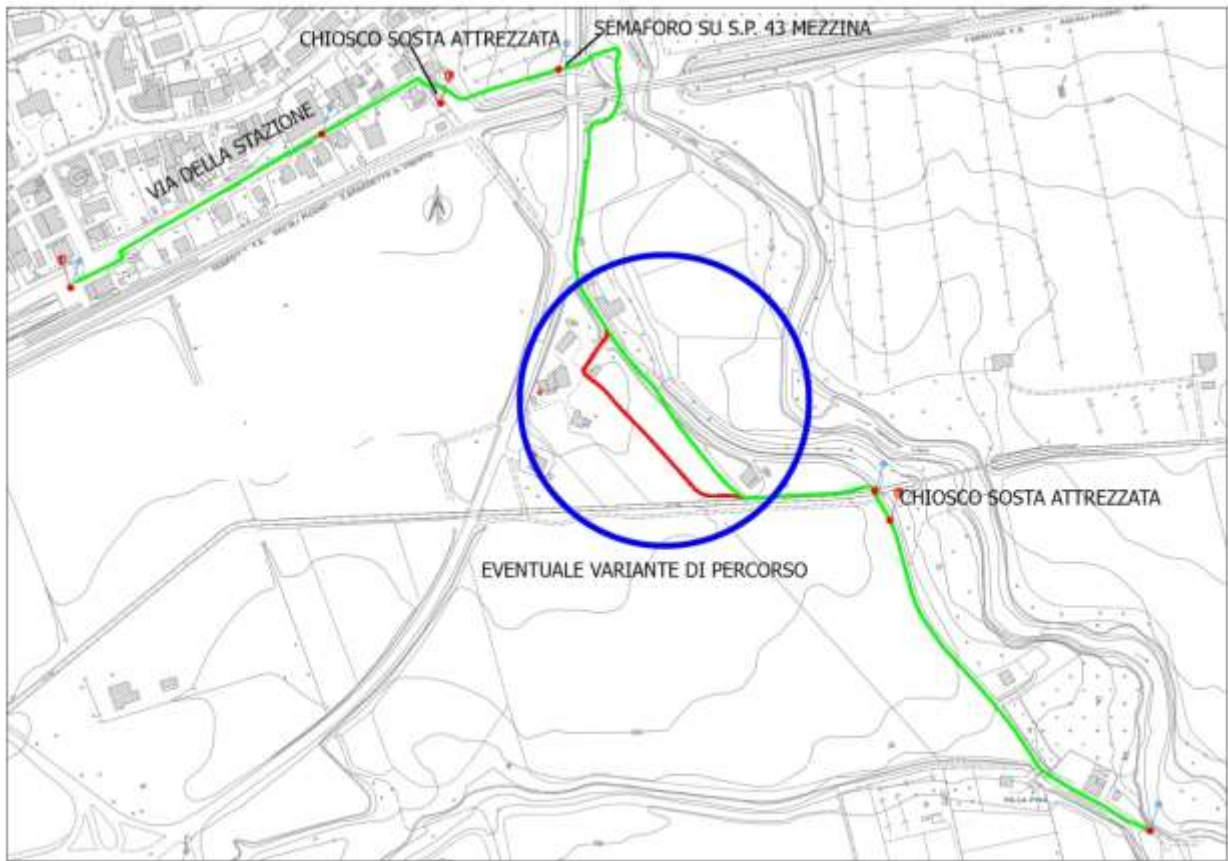 SEMAFORO SU S.P. 43 MEZZINA
CHIOSCO SOSTA ATTREZZATA
VIA DELLA STAZIONE
CHIOSCO SOSTA ATTREZZATA
EVENTUALE VARIANTE DI PERCORSO